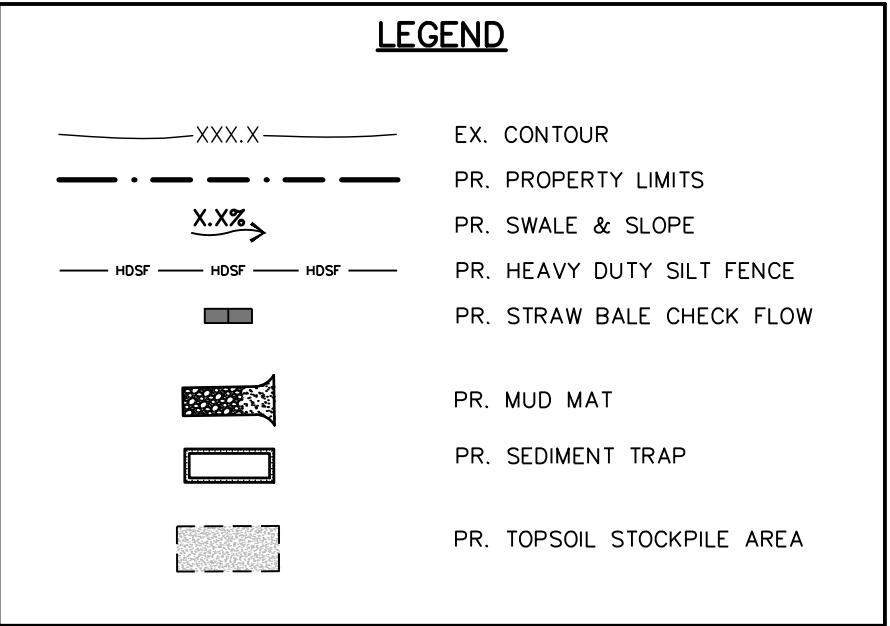 LEGEND
XXX.X EX. CONTOUR
PR. PROPERTY LIMITS
X.X% PR. SWALE & SLOPE
HDSF HDSF HDSF PR. HEAVY DUTY SILT FENCE
PR. STRAW BALE CHECK FLOW
PR. MUD MAT
PR. SEDIMENT TRAP
PR. TOPSOIL STOCKPILE AREA